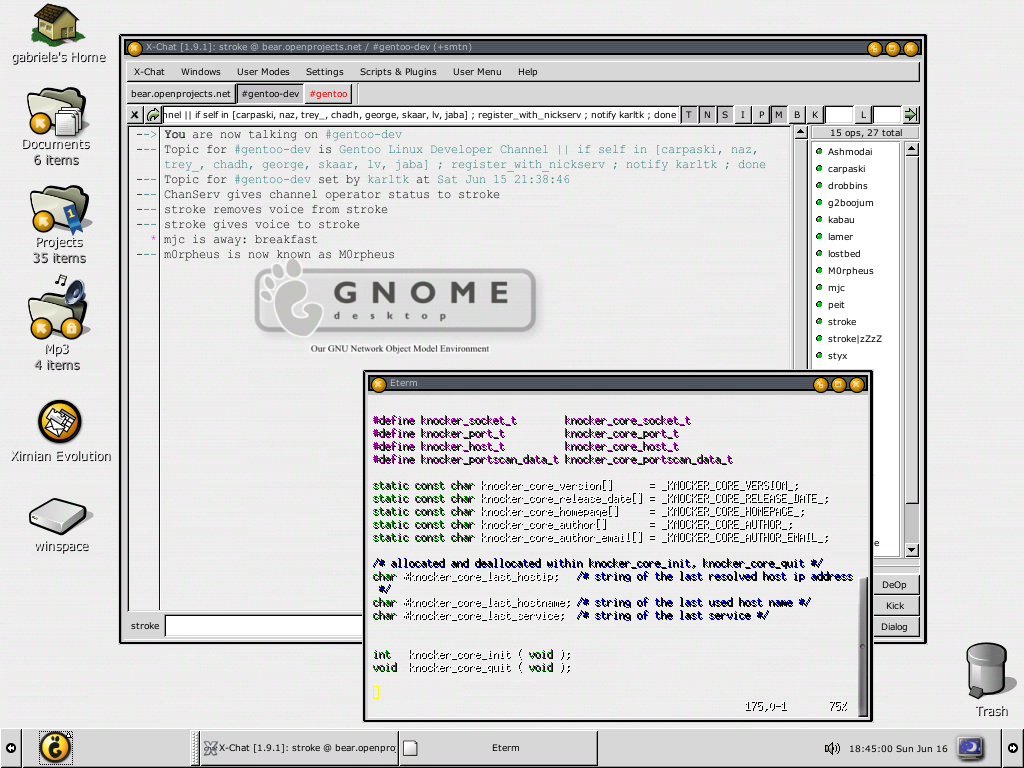 gabriele's Home
Documents
6 items
Projects
35 items
Mp3
4 items
Ximian Evolution
winspace
X-Chat [1.9.1]: stroke @ bear.openprojects.net / #gentoo-dev (+smtn)
X-Chat Windows User Modes Settings Scripts & Plugins User Menu Help
bear.openprojects.net #gentoo-dev #gentoo
X nnel || if self in [carpaski, naz, trey_, chadh, george, skaar, lv, jaba] ; register_with_nickserv ; notify karltk ; done T N S I P M B K L
15 ops, 27 total
--> You are now talking on #gentoo-dev
--- Topic for #gentoo-dev is Gentoo Linux Developer Channel || if self in [carpaski, naz,
trey_, chadh, george, skaar, lv, jaba] ; register_with_nickserv ; notify karltk ; done
--- Topic for #gentoo-dev set by karltk at Sat Jun 15 21:38:46
--- ChanServ gives channel operator status to stroke
--- stroke removes voice from stroke
--- stroke gives voice to stroke
* mjc is away: breakfast
--- m0rpheus is now known as M0rpheus
GNOME
desktop
Our GNU Network Object Model Environment
Ashmodai
carpaski
drobbins
g2boojum
kabau
lamer
lostbed
M0rpheus
mjc
peit
stroke
stroke|zZzZ
styx
e
DeOp
Kick
Dialog
stroke
Eterm
#define knocker_socket_t knocker_core_socket_t
#define knocker_port_t knocker_core_port_t
#define knocker_host_t knocker_core_host_t
#define knocker_portscan_data_t knocker_core_portscan_data_t
static const char knocker_core_version[] = _KNOCKER_CORE_VERSION_;
static const char knocker_core_release_date[] = _KNOCKER_CORE_RELEASE_DATE_;
static const char knocker_core_homepage[] = _KNOCKER_CORE_HOMEPAGE_;
static const char knocker_core_author[] = _KNOCKER_CORE_AUTHOR_;
static const char knocker_core_author_email[] = _KNOCKER_CORE_AUTHOR_EMAIL_;
/* allocated and deallocated within knocker_core_init, knocker_core_quit */
char *knocker_core_last_hostip; /* string of the last resolved host ip address
*/
char *knocker_core_last_hostname; /* string of the last used host name */
char *knocker_core_last_service; /* string of the last service */
int knocker_core_init ( void );
void knocker_core_quit ( void );
175,0-1 75%
Trash
X-Chat [1.9.1]: stroke @ bear.openpro
Eterm
18:45:00 Sun Jun 16